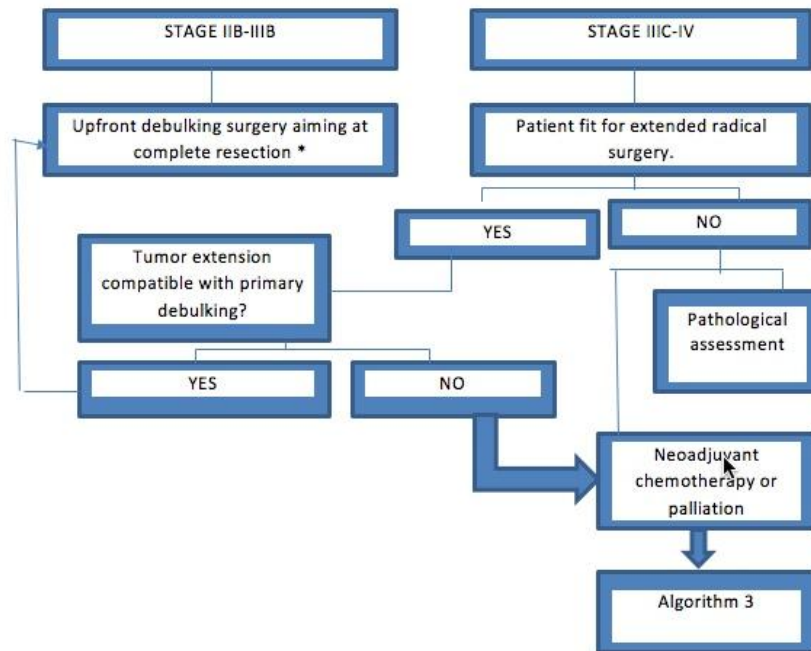 STAGE IIB-IIIB
STAGE IIIC-IV
Upfront debulking surgery aiming at
complete resection *
Patient fit for extended radical
surgery.
YES
NO
Tumor extension
compatible with primary
debulking?
Pathological
assessment
YES
NO
Neoadjuvant
chemotherapy or
palliation
Algorithm 3